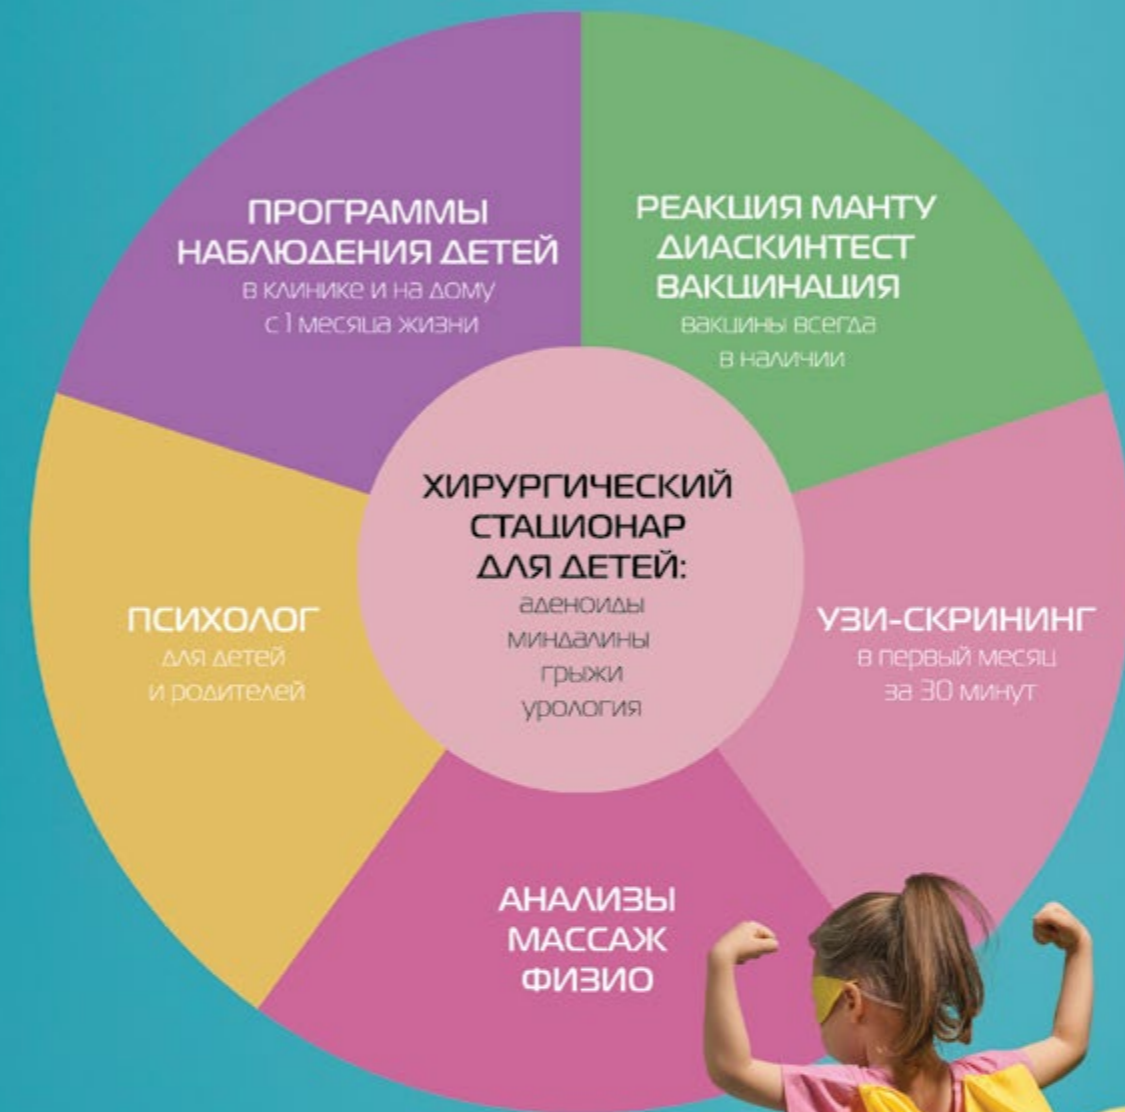 ПРОГРАММЫ
НАБЛЮДЕНИЯ ДЕТЕЙ
в клинике и на дому
с 1 месяца жизни
РЕАКЦИЯ МАНТУ
ДИАСКИНТЕСТ
ВАКЦИНАЦИЯ
вакцины всегда
в наличии
ХИРУРГИЧЕСКИЙ
СТАЦИОНАР
ДЛЯ ДЕТЕЙ:
аденоиды
миндалины
грыжи
урология
ПСИХОЛОГ
для детей
и родителей
УЗИ-СКРИНИНГ
в первый месяц
за 30 минут
АНАЛИЗЫ
МАССАЖ
ФИЗИО